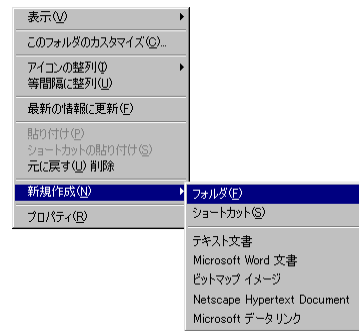 表示(V)
このフォルダのカスタマイズ(C)...
アイコンの整列(I)
等間隔に整列(U)
最新の情報に更新(F)
貼り付け(P)
ショートカットの貼り付け(S)
元に戻す(U) 削除
新規作成(N)
プロパティ(R)
フォルダ(F)
ショートカット(S)
テキスト文書
Microsoft Word 文書
ビットマップ イメージ
Netscape Hypertext Document
Microsoft データ リンク